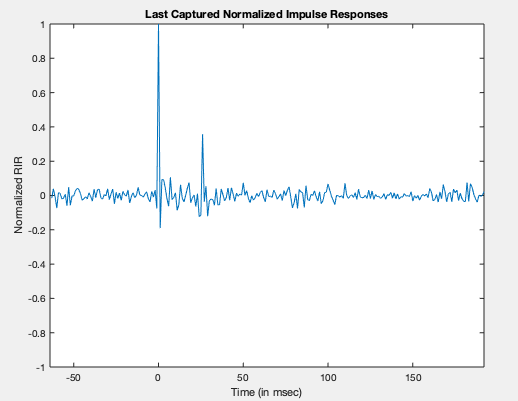 Last Captured Normalized Impulse Responses
1
0.8
0.6
0.4
0.2
0
-0.2
-0.4
-0.6
-0.8
-1
Normalized RIR
-50 0 50 100 150
Time (in msec)